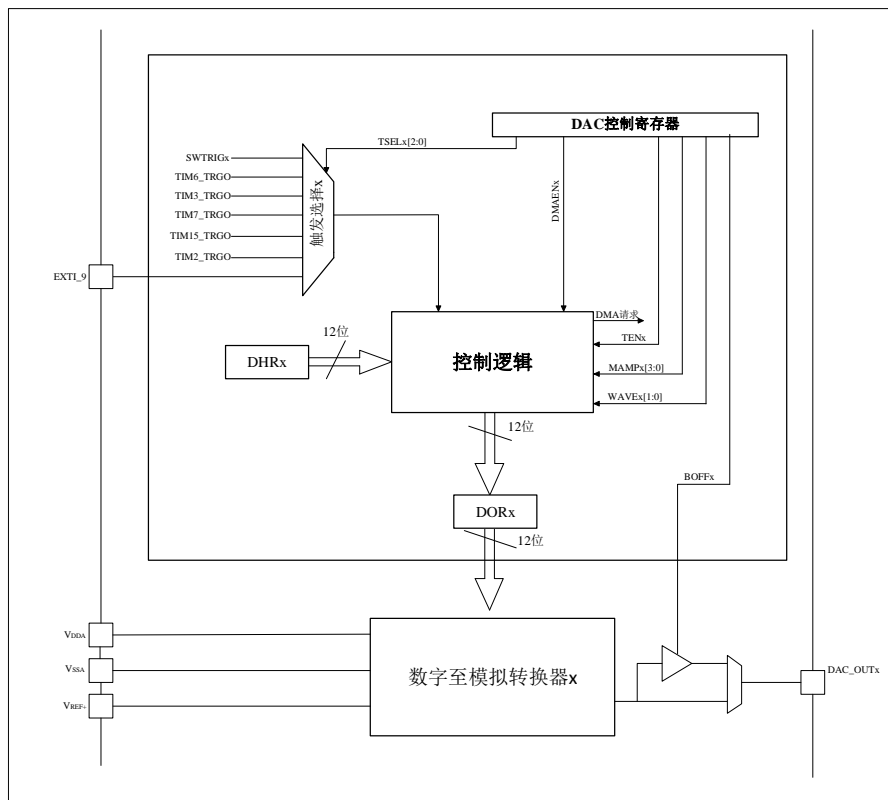 DAC控制寄存器
TSELx[2:0]
SWTRIGx
TIM6_TRGO
TIM3_TRGO
TIM7_TRGO
TIM15_TRGO
TIM2_TRGO
触发选择x
DMAENx
EXTI_9
DMA请求
TENx
MAMPx[3:0]
WAVEx[1:0]
控制逻辑
12位
DHRx
12位
BOFFx
DORx
12位
VDDA
VSSA
VREF+
数字至模拟转换器x
DAC_OUTx